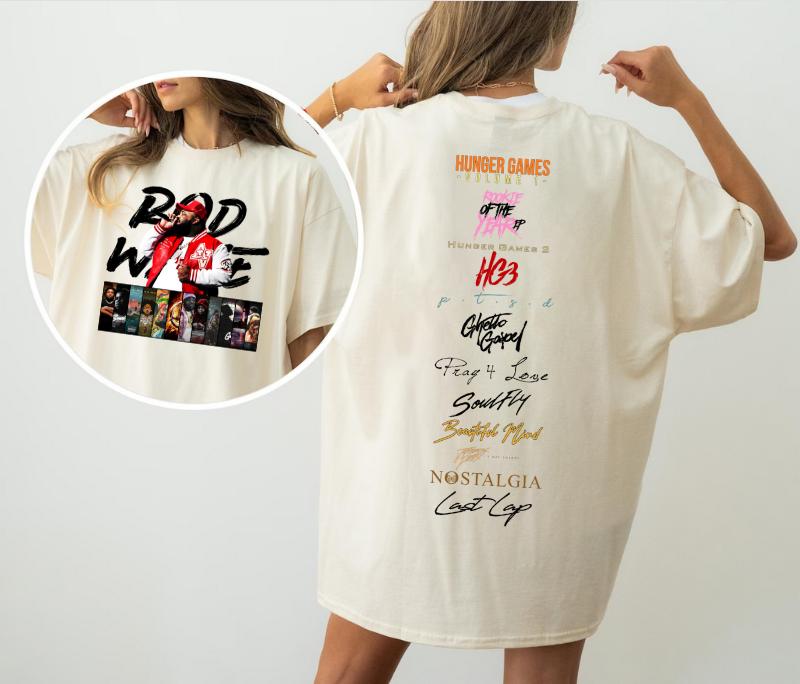 ROD
WAVE
HUNGER GAMES
- VOLUME 1 -
ROOKIE
OF THE
YEAR EP
HUNGER GAMES 2
HG3
p . t . s . d
Ghetto
Gospel
Pray 4 Love
SoulFly
Beautiful Mind
NOSTALGIA
Last Lap